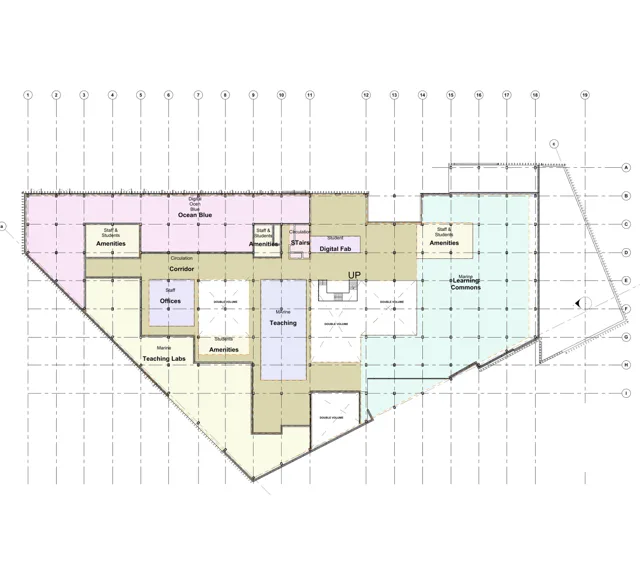 1 2 3 4 5 6 7 8 9 10 11 12 13 14 15 16 17 18 19
A
B
C
D
E
F
G
H
I
Digital
Ocean
Blue
Ocean Blue
Staff &
Students
Amenities
Staff &
Students
Amenities
Circulation
STairs
Student
Digital Fab
Staff &
Students
Amenities
Circulation
Corridor
UP
Marine
Learning
Commons
Staff
Offices
DOUBLE VOLUME
DOUBLE VOLUME
Marine
Teaching
DOUBLE VOLUME
Students
Amenities
Marine
Teaching Labs
DOUBLE VOLUME